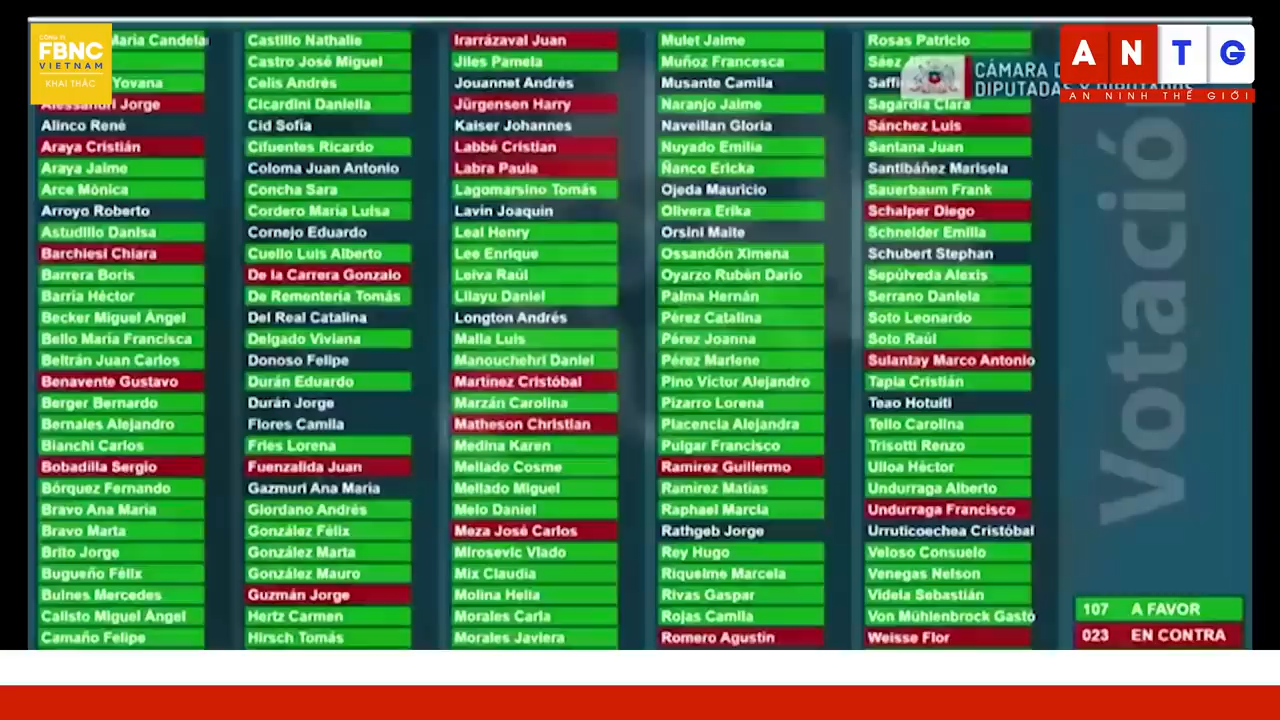 CÔNG TY
FBNC
VIETNAM
KHAI THÁC
María Candela
Yovana
Alessandri Jorge
Alinco René
Araya Cristián
Araya Jaime
Arce Mónica
Arroyo Roberto
Astudillo Danisa
Barchiesi Chiara
Barrera Boris
Barría Héctor
Becker Miguel Ángel
Bello María Francisca
Beltrán Juan Carlos
Benavente Gustavo
Berger Bernardo
Bernales Alejandro
Bianchi Carlos
Bobadilla Sergio
Bórquez Fernando
Bravo Ana María
Bravo Marta
Brito Jorge
Bugueño Félix
Bulnes Mercedes
Calisto Miguel Ángel
Camaño Felipe
Castillo Nathalie
Castro José Miguel
Celis Andrés
Cicardini Daniella
Cid Sofía
Cifuentes Ricardo
Coloma Juan Antonio
Concha Sara
Cordero María Luisa
Cornejo Eduardo
Cuello Luis Alberto
De la Carrera Gonzalo
De Rementería Tomás
Del Real Catalina
Delgado Viviana
Donoso Felipe
Durán Eduardo
Durán Jorge
Flores Camila
Fries Lorena
Fuenzalida Juan
Gazmuri Ana María
Giordano Andrés
González Félix
González Marta
González Mauro
Guzmán Jorge
Hertz Carmen
Hirsch Tomás
Irarrázaval Juan
Jiles Pamela
Jouannet Andrés
Jürgensen Harry
Kaiser Johannes
Labbé Cristian
Labra Paula
Lagomarsino Tomás
Lavín Joaquín
Leal Henry
Lee Enrique
Leiva Raúl
Lilayu Daniel
Longton Andrés
Malla Luis
Manouchehri Daniel
Martínez Cristóbal
Marzán Carolina
Matheson Christian
Medina Karen
Mellado Cosme
Mellado Miguel
Melo Daniel
Meza José Carlos
Mirosevic Vlado
Mix Claudia
Molina Helia
Morales Carla
Morales Javiera
Mulet Jaime
Muñoz Francesca
Musante Camila
Naranjo Jaime
Naveillan Gloria
Nuyado Emilia
Ñanco Ericka
Ojeda Mauricio
Olivera Erika
Orsini Maite
Ossandón Ximena
Oyarzo Rubén Darío
Palma Hernán
Pérez Catalina
Pérez Joanna
Pérez Marlene
Pino Víctor Alejandro
Pizarro Lorena
Placencia Alejandra
Pulgar Francisco
Ramírez Guillermo
Ramírez Matías
Raphael Marcia
Rathgeb Jorge
Rey Hugo
Riquelme Marcela
Rivas Gaspar
Rojas Camila
Romero Agustín
Rosas Patricio
Sáez
Saffi
Sagardía Clara
Sánchez Luis
Santana Juan
Santibáñez Marisela
Sauerbaum Frank
Schalper Diego
Schneider Emilia
Schubert Stephan
Sepúlveda Alexis
Serrano Daniela
Soto Leonardo
Soto Raúl
Sulantay Marco Antonio
Tapia Cristián
Teao Hotuiti
Tello Carolina
Trisotti Renzo
Ulloa Héctor
Undurraga Alberto
Undurraga Francisco
Urruticoechea Cristóbal
Veloso Consuelo
Venegas Nelson
Videla Sebastián
Von Mühlenbrock Gastó
Weisse Flor
CÁMARA D
DIPUTADAS Y DIPUTADOS
ANTG
AN NINH THẾ GIỚI
Votació
107 A FAVOR
023 EN CONTRA